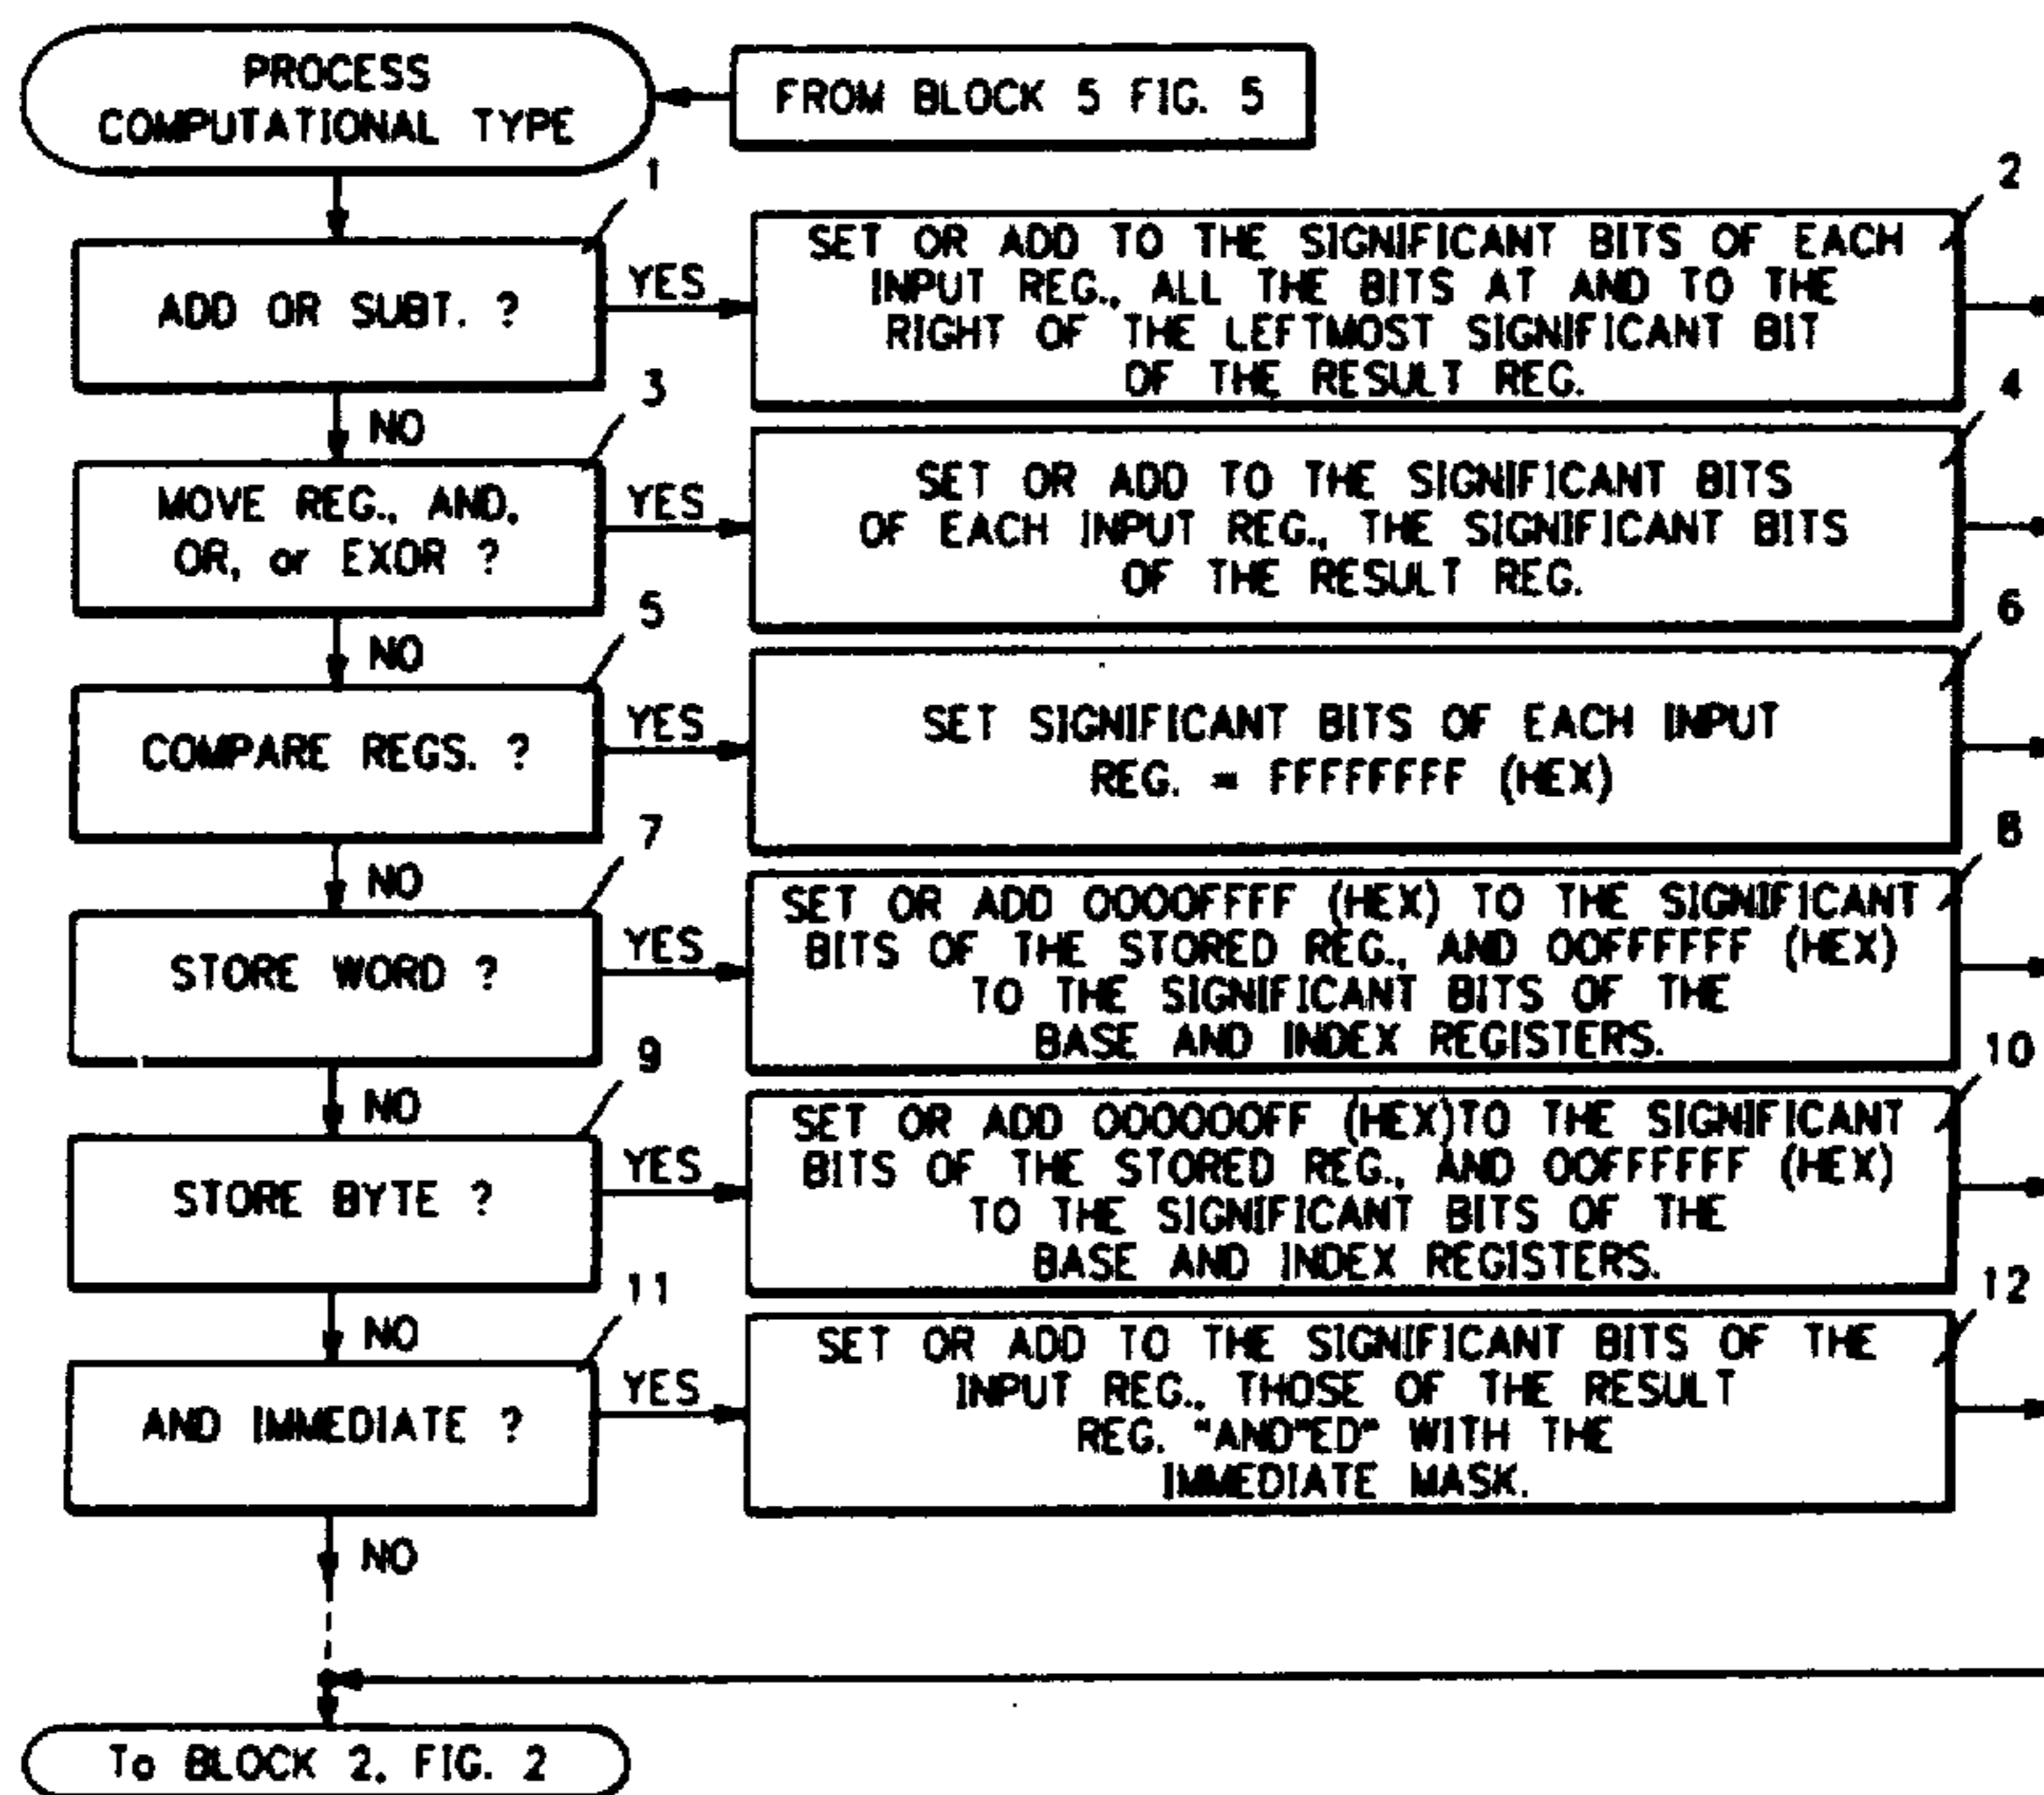 PROCESS
COMPUTATIONAL TYPE
FROM BLOCK 5 FIG. 5
1
ADD OR SUBT. ?
YES
2
SET OR ADD TO THE SIGNIFICANT BITS OF EACH
INPUT REG., ALL THE BITS AT AND TO THE
RIGHT OF THE LEFTMOST SIGNIFICANT BIT
OF THE RESULT REG.
NO
3
MOVE REG., AND,
OR, or EXOR ?
YES
4
SET OR ADD TO THE SIGNIFICANT BITS
OF EACH INPUT REG., THE SIGNIFICANT BITS
OF THE RESULT REG.
NO
5
COMPARE REGS. ?
YES
6
SET SIGNIFICANT BITS OF EACH INPUT
REG. = FFFFFFFF (HEX)
NO
7
STORE WORD ?
YES
8
SET OR ADD 0000FFFF (HEX) TO THE SIGNIFICANT
BITS OF THE STORED REG., AND 00FFFFFF (HEX)
TO THE SIGNIFICANT BITS OF THE
BASE AND INDEX REGISTERS.
NO
9
STORE BYTE ?
YES
10
SET OR ADD 000000FF (HEX)TO THE SIGNIFICANT
BITS OF THE STORED REG., AND 00FFFFFF (HEX)
TO THE SIGNIFICANT BITS OF THE
BASE AND INDEX REGISTERS.
NO
11
AND IMMEDIATE ?
YES
12
SET OR ADD TO THE SIGNIFICANT BITS OF THE
INPUT REG., THOSE OF THE RESULT
REG. "AND"ED" WITH THE
IMMEDIATE MASK.
NO
To BLOCK 2, FIG. 2